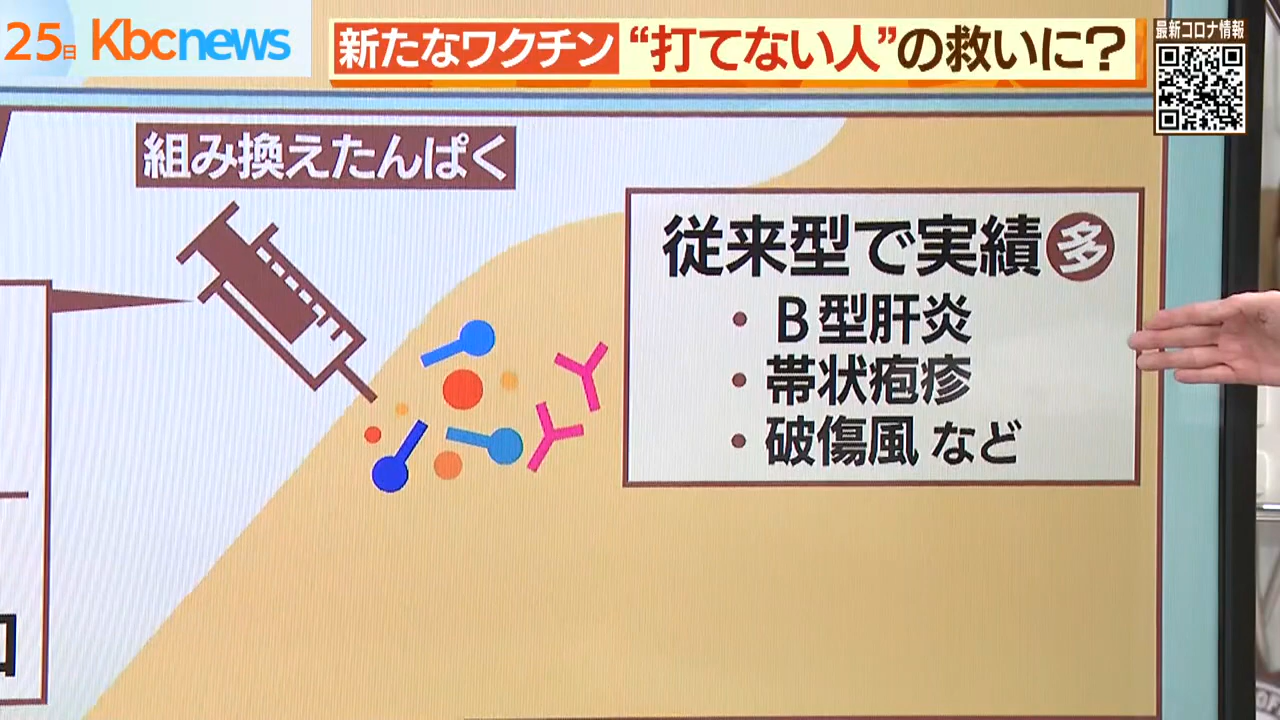 25日 Kbcnews
新たなワクチン “打てない人”の救いに？
最新コロナ情報
組み換えたんぱく
従来型で実績多
・B型肝炎
・帯状疱疹
・破傷風 など